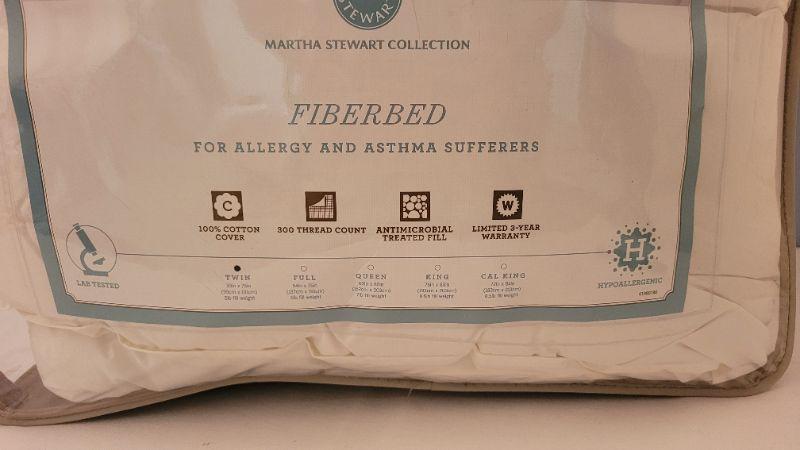 STEWAR
MARTHA STEWART COLLECTION
FIBERBED
FOR ALLERGY AND ASTHMA SUFFERERS
C
W
100% COTTON COVER
300 THREAD COUNT
ANTIMICROBIAL TREATED FILL
LIMITED 3-YEAR WARRANTY
H
LAB TESTED
HYPOALLERGENIC
TWIN
FULL
QUEEN
KING
CAL KING